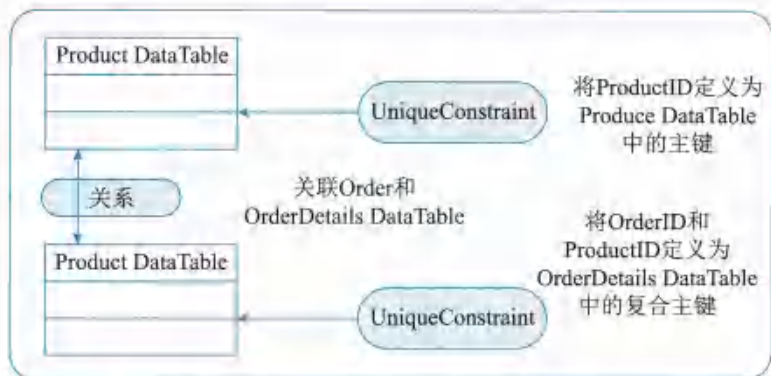 Product DataTable
UniqueConstraint
将ProductID定义为
Produce DataTable
中的主键
关系
关联Order和
OrderDetails DataTable
Product DataTable
UniqueConstraint
将OrderID和
ProductID定义为
OrderDetails DataTable
中的复合主键